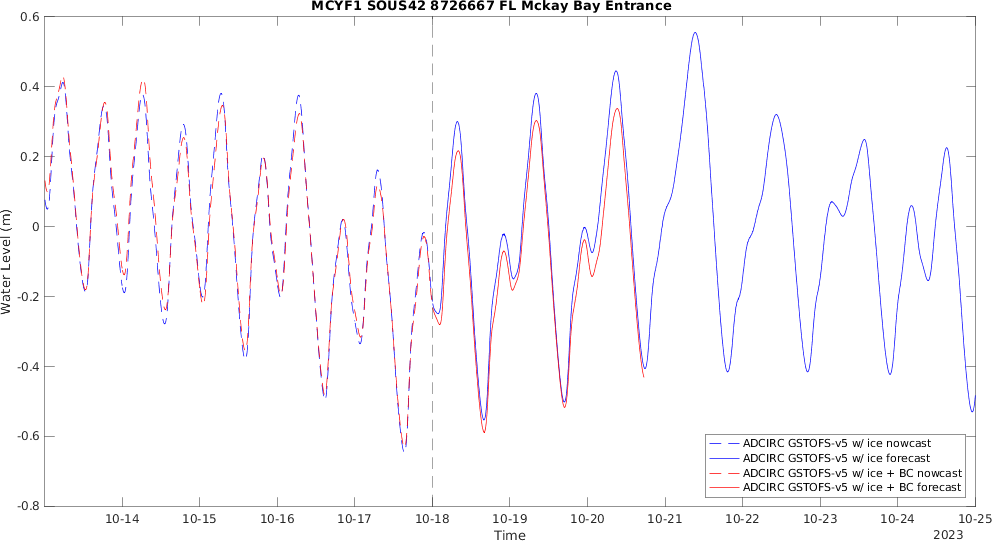 MCYF1 SOUS42 8726667 FL Mckay Bay Entrance
0.6
0.4
0.2
0
-0.2
-0.4
-0.6
-0.8
Water Level (m)
10-14 10-15 10-16 10-17 10-18 10-19 10-20 10-21 10-22 10-23 10-24 10-25
Time
2023
ADCIRC GSTOFS-v5 w/ ice nowcast
ADCIRC GSTOFS-v5 w/ ice forecast
ADCIRC GSTOFS-v5 w/ ice + BC nowcast
ADCIRC GSTOFS-v5 w/ ice + BC forecast